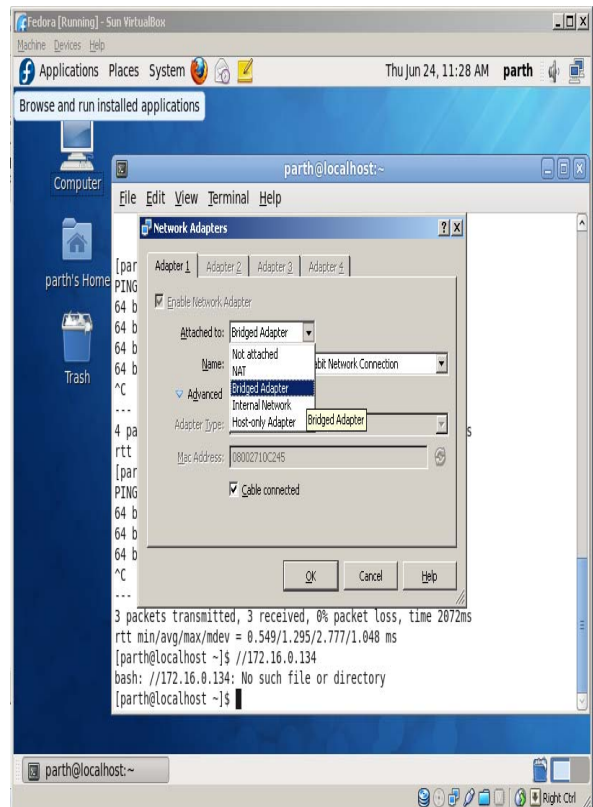 Fedora [Running] - Sun VirtualBox
Machine Devices Help
Applications Places System Thu Jun 24, 11:28 AM parth
Browse and run installed applications
Computer
parth's Home
Trash
parth@localhost:~
File Edit View Terminal Help
Network Adapters
Adapter 1 Adapter 2 Adapter 3 Adapter 4
Enable Network Adapter
Attached to: Bridged Adapter
Not attached
Name: abit Network Connection
NAT
Bridged Adapter
Advanced
Internal Network
Host-only Adapter
Bridged Adapter
Adapter Type:
Mac Address: 08002710C245
Cable connected
OK Cancel Help
[par
PING
64 b
64 b
64 b
64 b
^C
---
4 pa s
rtt
[par
PING
64 b
64 b
64 b
^C
---
3 packets transmitted, 3 received, 0% packet loss, time 2072ms
rtt min/avg/max/mdev = 0.549/1.295/2.777/1.048 ms
[parth@localhost ~]$ //172.16.0.134
bash: //172.16.0.134: No such file or directory
[parth@localhost ~]$
parth@localhost:~
Right Ctrl